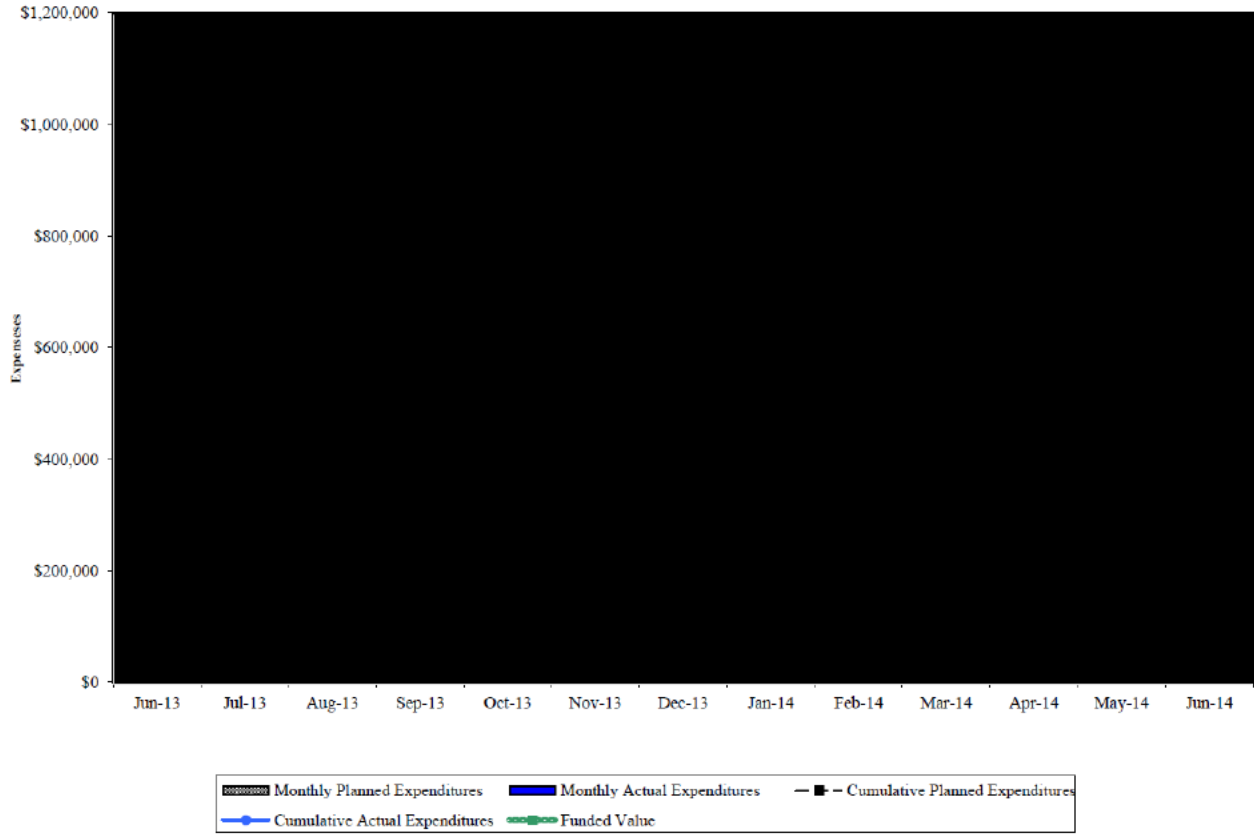 $1,200,000
$1,000,000
$800,000
$600,000
$400,000
$200,000
$0
Expenseses
Jun-13 Jul-13 Aug-13 Sep-13 Oct-13 Nov-13 Dec-13 Jan-14 Feb-14 Mar-14 Apr-14 May-14 Jun-14
Monthly Planned Expenditures Monthly Actual Expenditures Cumulative Planned Expenditures
Cumulative Actual Expenditures Funded Value